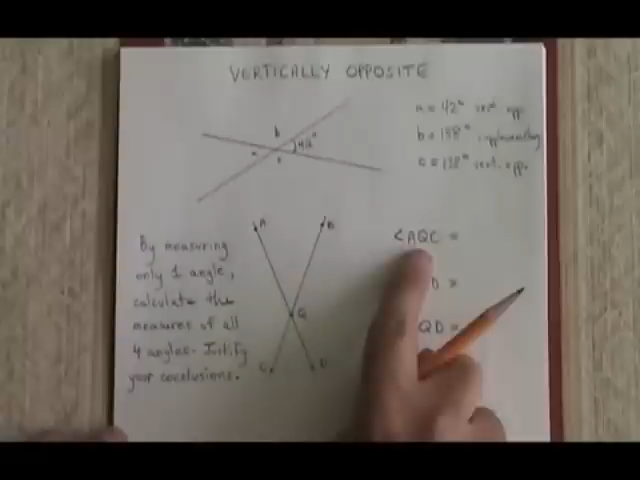 VERTICALLY OPPOSITE
b
42°
a
c
a = 42° vert. opp.
b = 138° supplementary
c = 138° vert. opp.
By measuring
only 1 angle,
calculate the
measures of all
4 angles. Justify
your conclusions.
A
B
Q
C
D
<AQC =
D =
QD =